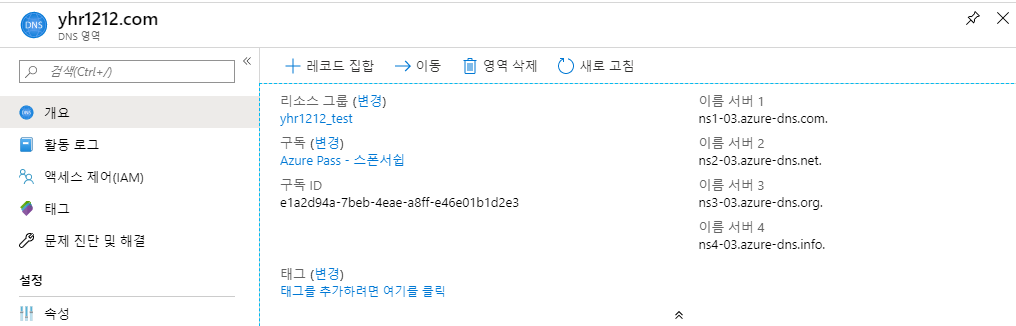 yhr1212.com
DNS 영역
검색(Ctrl+/)
개요
활동 로그
액세스 제어(IAM)
태그
문제 진단 및 해결
설정
속성
레코드 집합
이동
영역 삭제
새로 고침
리소스 그룹 (변경)
yhr1212_test
구독 (변경)
Azure Pass - 스폰서쉽
구독 ID
e1a2d94a-7beb-4eae-a8ff-e46e01b1d2e3
태그 (변경)
태그를 추가하려면 여기를 클릭
이름 서버 1
ns1-03.azure-dns.com.
이름 서버 2
ns2-03.azure-dns.net.
이름 서버 3
ns3-03.azure-dns.org.
이름 서버 4
ns4-03.azure-dns.info.